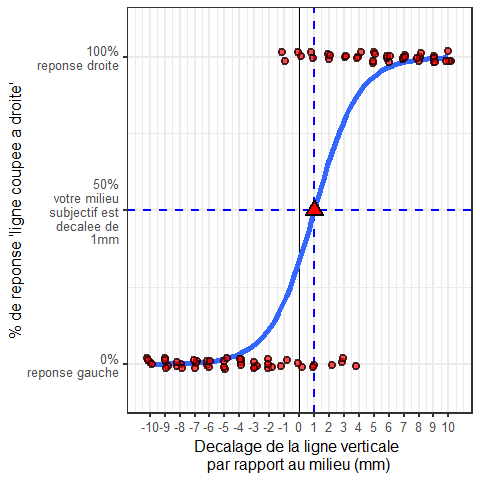 % de reponse 'ligne coupee a droite'
100%
reponse droite
50%
votre milieu
subjectif est
decalee de
1mm
0%
reponse gauche
-10 -9 -8 -7 -6 -5 -4 -3 -2 -1 0 1 2 3 4 5 6 7 8 9 10
Decalage de la ligne verticale
par rapport au milieu (mm)